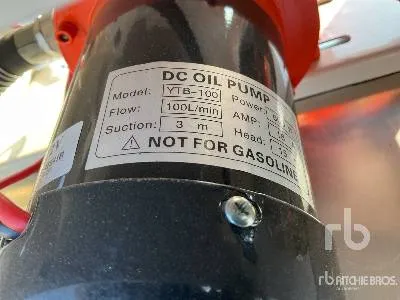 DC OIL PUMP
Model: YTB-100 Power:
Flow: 100L/min AMP.
Suction: 3 m Head:
NOT FOR GASOLINE
rb
rb RITCHIE BROS.